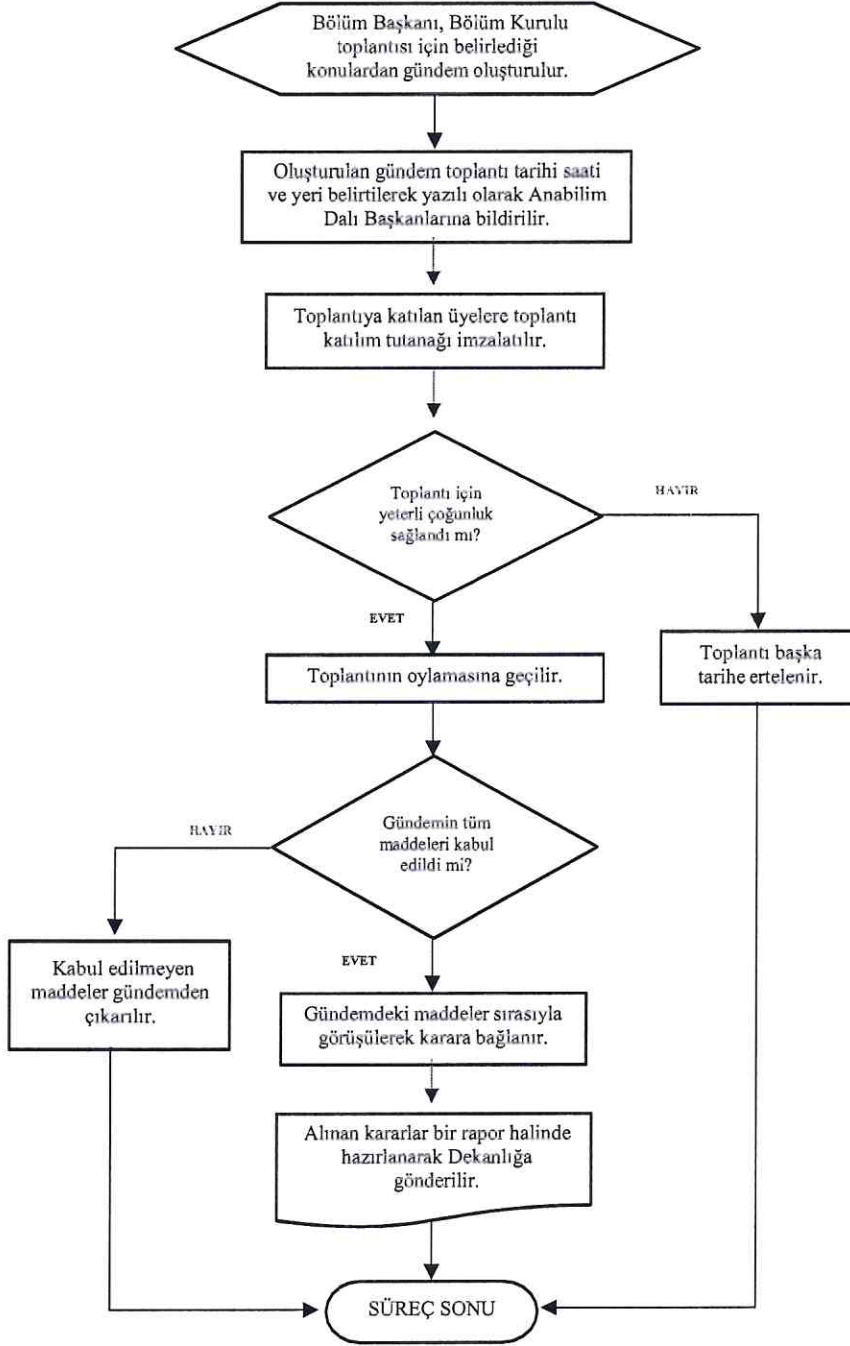 Bölüm Başkanı, Bölüm Kurulu
toplantısı için belirlediği
konulardan gündem oluşturulur.
Oluşturulan gündem toplantı tarihi saati
ve yeri belirtilerek yazılı olarak Anabilim
Dalı Başkanlarına bildirilir.
Toplantıya katılan üyelere toplantı
katılım tutanağı imzalatılır.
Toplantı için
yeterli çoğunluk
sağlandı mı?
HAYIR
EVET
Toplantının oylamasına geçilir.
Toplantı başka
tarihe ertelenir.
Gündemin tüm
maddeleri kabul
edildi mi?
HAYIR
EVET
Kabul edilmeyen
maddeler gündemden
çıkarılır.
Gündemdeki maddeler sırasıyla
görüşülerek karara bağlanır.
Alınan kararlar bir rapor halinde
hazırlanarak Dekanlığa
gönderilir.
SÜREÇ SONU